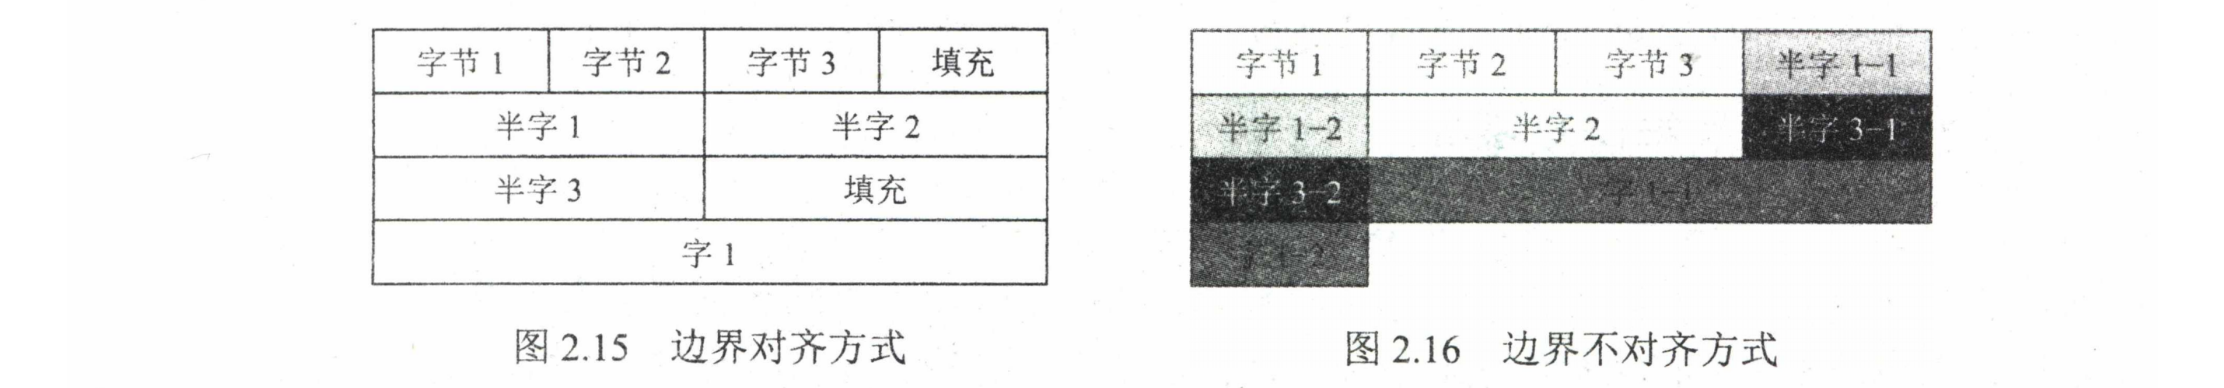 字节 1 字节 2 字节 3 填充
半字 1 半字 2
半字 3 填充
字 1
图 2.15 边界对齐方式
字节 1 字节 2 字节 3 半字 1-1
半字 1-2 半字 2 半字 3-1
半字 3-2 字 1-1
字 1-2
图 2.16 边界不对齐方式